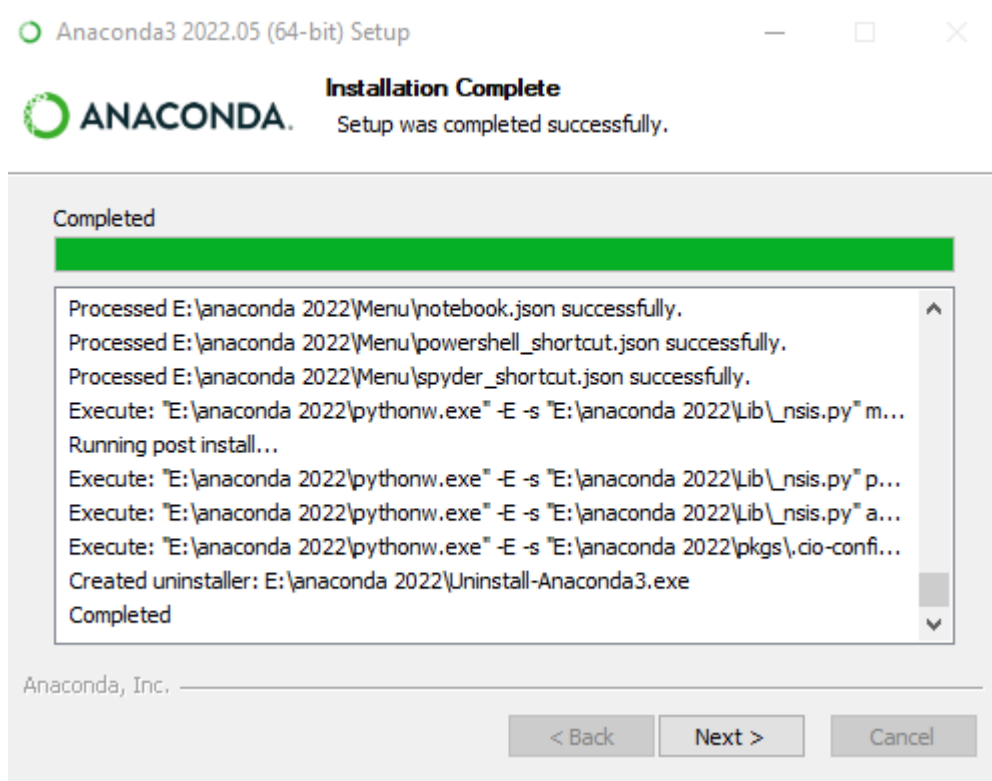 Anaconda3 2022.05 (64-bit) Setup
ANACONDA.
Installation Complete
Setup was completed successfully.
Completed
Processed E:\anaconda 2022\Menu\notebook.json successfully.
Processed E:\anaconda 2022\Menu\powershell_shortcut.json successfully.
Processed E:\anaconda 2022\Menu\spyder_shortcut.json successfully.
Execute: "E:\anaconda 2022\pythonw.exe" -E -s "E:\anaconda 2022\Lib\_nsis.py" m...
Running post install...
Execute: "E:\anaconda 2022\pythonw.exe" -E -s "E:\anaconda 2022\Lib\_nsis.py" p...
Execute: "E:\anaconda 2022\pythonw.exe" -E -s "E:\anaconda 2022\Lib\_nsis.py" a...
Execute: "E:\anaconda 2022\pythonw.exe" -E -s "E:\anaconda 2022\pkgs\.cio-confi...
Created uninstaller: E:\anaconda 2022\Uninstall-Anaconda3.exe
Completed
Anaconda, Inc.
< Back Next > Cancel